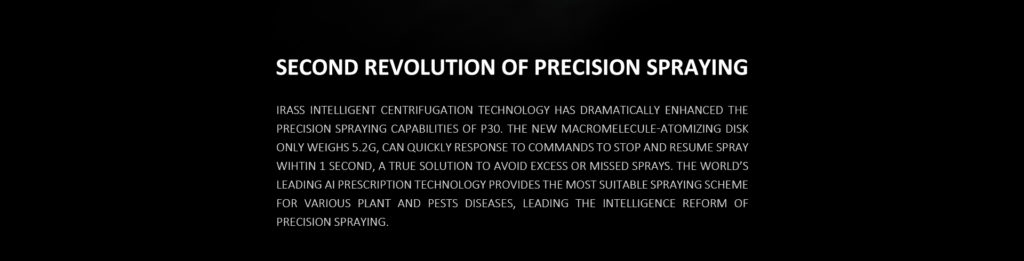 SECOND REVOLUTION OF PRECISION SPRAYING
IRASS INTELLIGENT CENTRIFUGATION TECHNOLOGY HAS DRAMATICALLY ENHANCED THE
PRECISION SPRAYING CAPABILITIES OF P30. THE NEW MACROMELECULE-ATOMIZING DISK
ONLY WEIGHS 5.2G, CAN QUICKLY RESPONSE TO COMMANDS TO STOP AND RESUME SPRAY
WIHTIN 1 SECOND, A TRUE SOLUTION TO AVOID EXCESS OR MISSED SPRAYS. THE WORLD'S
LEADING AI PRESCRIPTION TECHNOLOGY PROVIDES THE MOST SUITABLE SPRAYING SCHEME
FOR VARIOUS PLANT AND PESTS DISEASES, LEADING THE INTELLIGENCE REFORM OF
PRECISION SPRAYING.